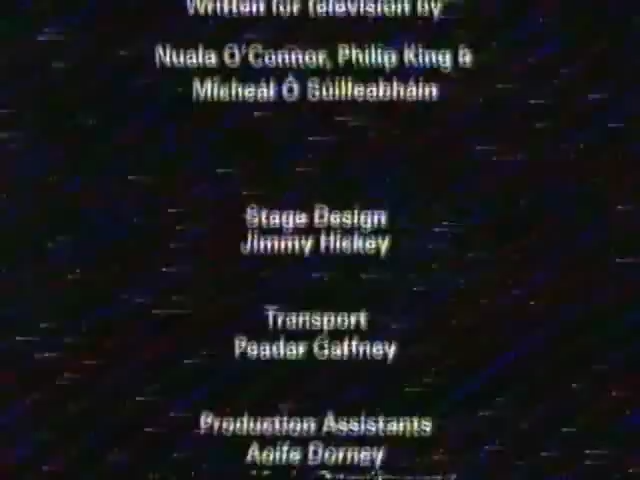 Written for television by
Nuala O'Connor, Philip King &
Mícheál Ó Súilleabháin
Stage Design
Jimmy Hickey
Transport
Peadar Gaffney
Production Assistants
Aoife Dorney